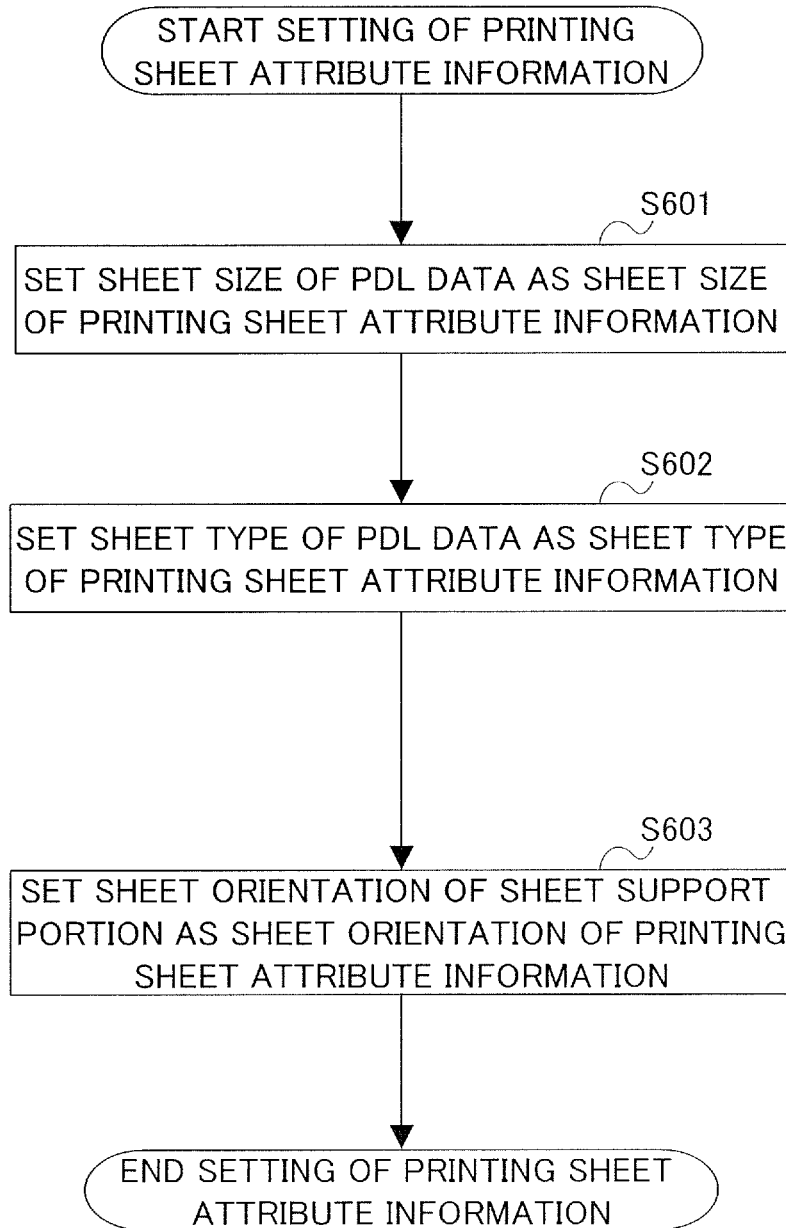 START SETTING OF PRINTING
SHEET ATTRIBUTE INFORMATION
S601
SET SHEET SIZE OF PDL DATA AS SHEET SIZE
OF PRINTING SHEET ATTRIBUTE INFORMATION
S602
SET SHEET TYPE OF PDL DATA AS SHEET TYPE
OF PRINTING SHEET ATTRIBUTE INFORMATION
S603
SET SHEET ORIENTATION OF SHEET SUPPORT
PORTION AS SHEET ORIENTATION OF PRINTING
SHEET ATTRIBUTE INFORMATION
END SETTING OF PRINTING SHEET
ATTRIBUTE INFORMATION